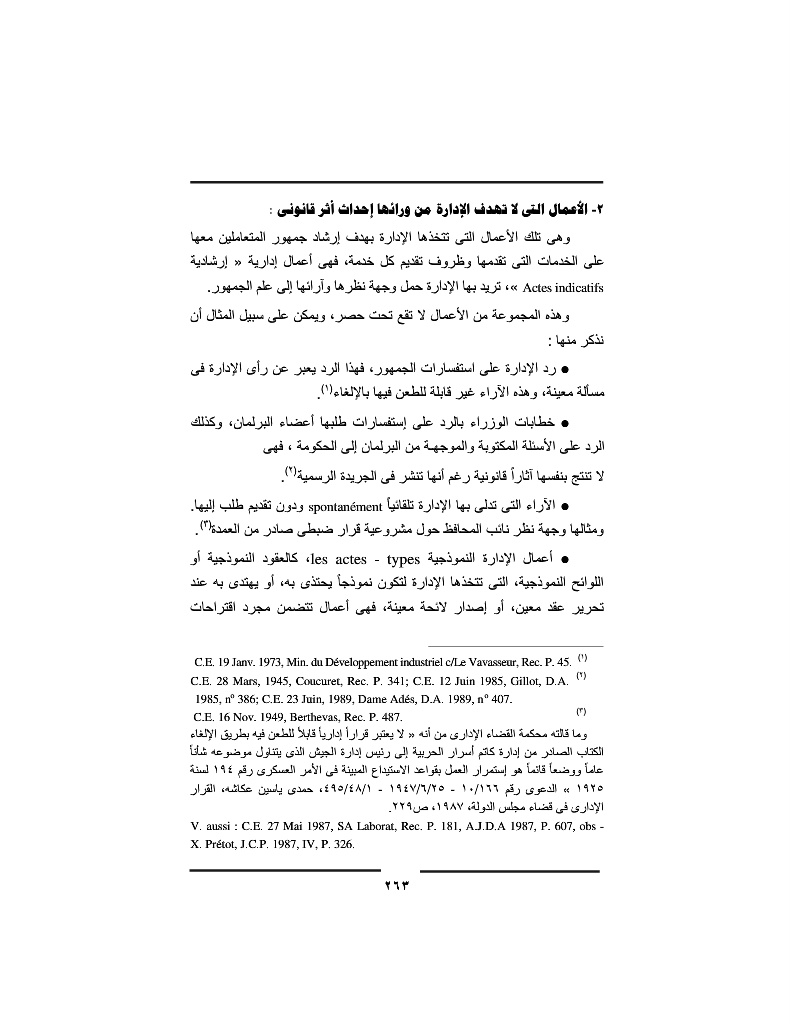 ٢- الأعمال التى لا تهدف الإدارة من ورائها إحداث أثر قانونى :
وهى تلك الأعمال التى تتخذها الإدارة بهدف إرشاد جمهور المتعاملين معها
على الخدمات التى تقدمها وظروف تقديم كل خدمة، فهى أعمال إدارية « إرشادية
Actes indicatifs »، تريد بها الإدارة حمل وجهة نظرها وآرائها إلى علم الجمهور.
وهذه المجموعة من الأعمال لا تقع تحت حصر، ويمكن على سبيل المثال أن
نذكر منها :
● رد الإدارة على استفسارات الجمهور، فهذا الرد يعبر عن رأى الإدارة فى
مسألة معينة، وهذه الآراء غير قابلة للطعن فيها بالإلغاء(١).
● خطابات الوزراء بالرد على إستفسارات طلبها أعضاء البرلمان، وكذلك
الرد على الأسئلة المكتوبة والموجهة من البرلمان إلى الحكومة ، فهى
لا تنتج بنفسها آثاراً قانونية رغم أنها تنشر فى الجريدة الرسمية(٢).
● الآراء التى تدلى بها الإدارة تلقائياً spontanément ودون تقديم طلب إليها.
ومثالها وجهة نظر نائب المحافظ حول مشروعية قرار ضبطى صادر من العمدة(٣).
● أعمال الإدارة النموذجية les actes - types، كالعقود النموذجية أو
اللوائح النموذجية، التى تتخذها الإدارة لتكون نموذجاً يحتذى به، أو يهتدى به عند
تحرير عقد معين، أو إصدار لائحة معينة، فهى أعمال تتضمن مجرد اقتراحات
(١) C.E. 19 Janv. 1973, Min. du Développement industriel c/Le Vavasseur, Rec. P. 45.
(٢) C.E. 28 Mars, 1945, Coucuret, Rec. P. 341; C.E. 12 Juin 1985, Gillot, D.A.
1985, nº 386; C.E. 23 Juin, 1989, Dame Adés, D.A. 1989, nº 407.
(٣) C.E. 16 Nov. 1949, Berthevas, Rec. P. 487.
وما قالته محكمة القضاء الإدارى من أنه « لا يعتبر قراراً إدارياً قابلاً للطعن فيه بطريق الإلغاء
الكتاب الصادر من إدارة كاتم أسرار الحربية إلى رئيس إدارة الجيش الذى يتناول موضوعه شأناً
عاماً ووضعاً قائماً هو إستمرار العمل بقواعد الاستيداع المبينة فى الأمر العسكرى رقم ١٩٤ لسنة
١٩٢٥ » الدعوى رقم ١٠/١٦٦ - ١٩٤٧/٦/٢٥ - ٤٩٥/٤٨/١، حمدى ياسين عكاشه، القرار
الإدارى فى قضاء مجلس الدولة، ١٩٨٧، ص٢٢٩.
V. aussi : C.E. 27 Mai 1987, SA Laborat, Rec. P. 181, A.J.D.A 1987, P. 607, obs -
X. Prétot, J.C.P. 1987, IV, P. 326.
٢٦٣